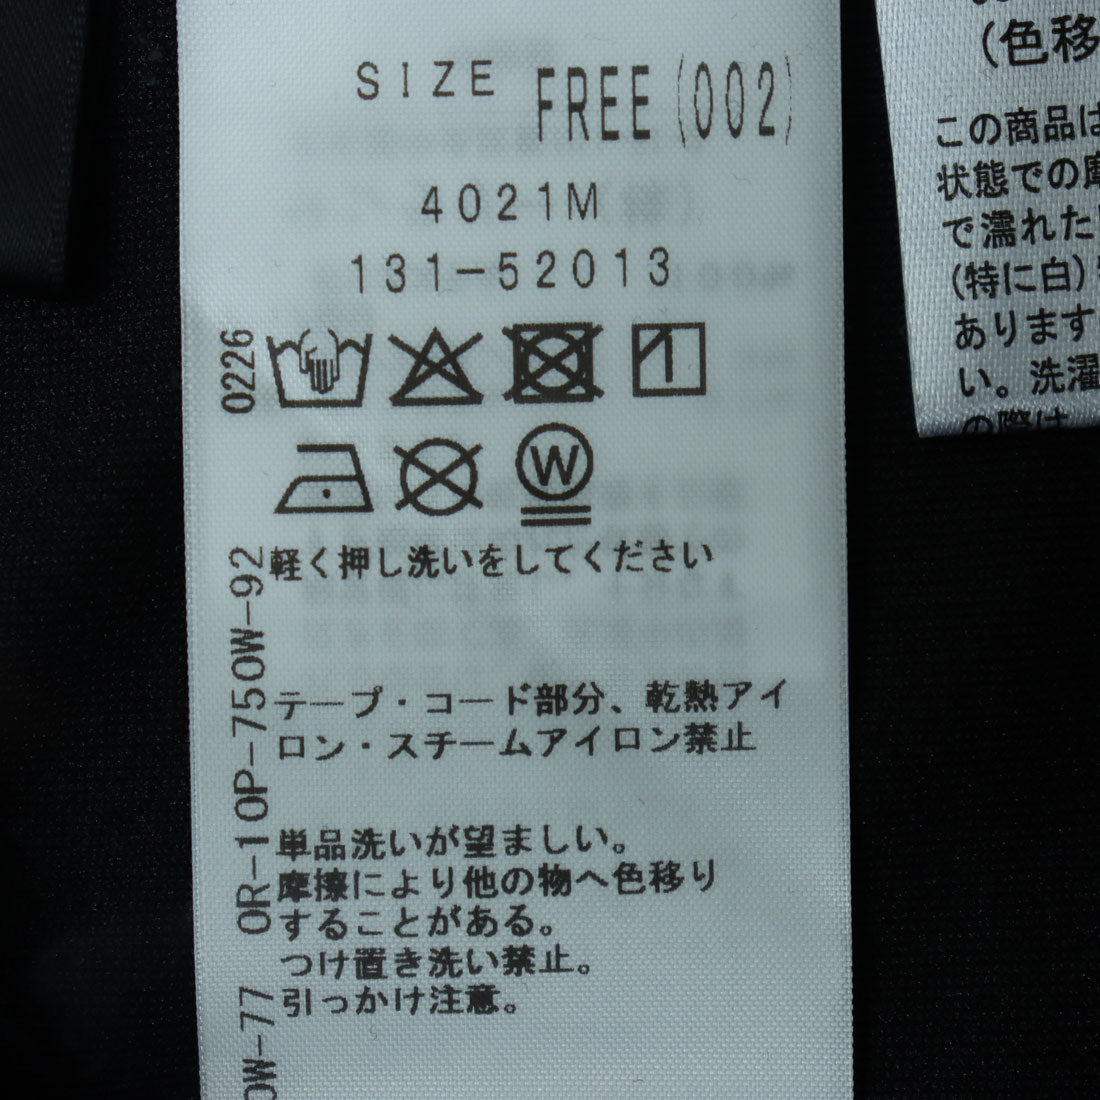 SIZE FREE (002)
4021M
131-52013
0226
W
軽く押し洗いをしてください
テープ・コード部分、乾熱アイ
ロン・スチームアイロン禁止
単品洗いが望ましい。
摩擦により他の物へ色移り
することがある。
つけ置き洗い禁止。
引っかけ注意。
OR-10P-750W-92
0W-77
(色移
この商品は
状態での摩
で濡れた
(特に白)
あります
い。洗濯
の際は